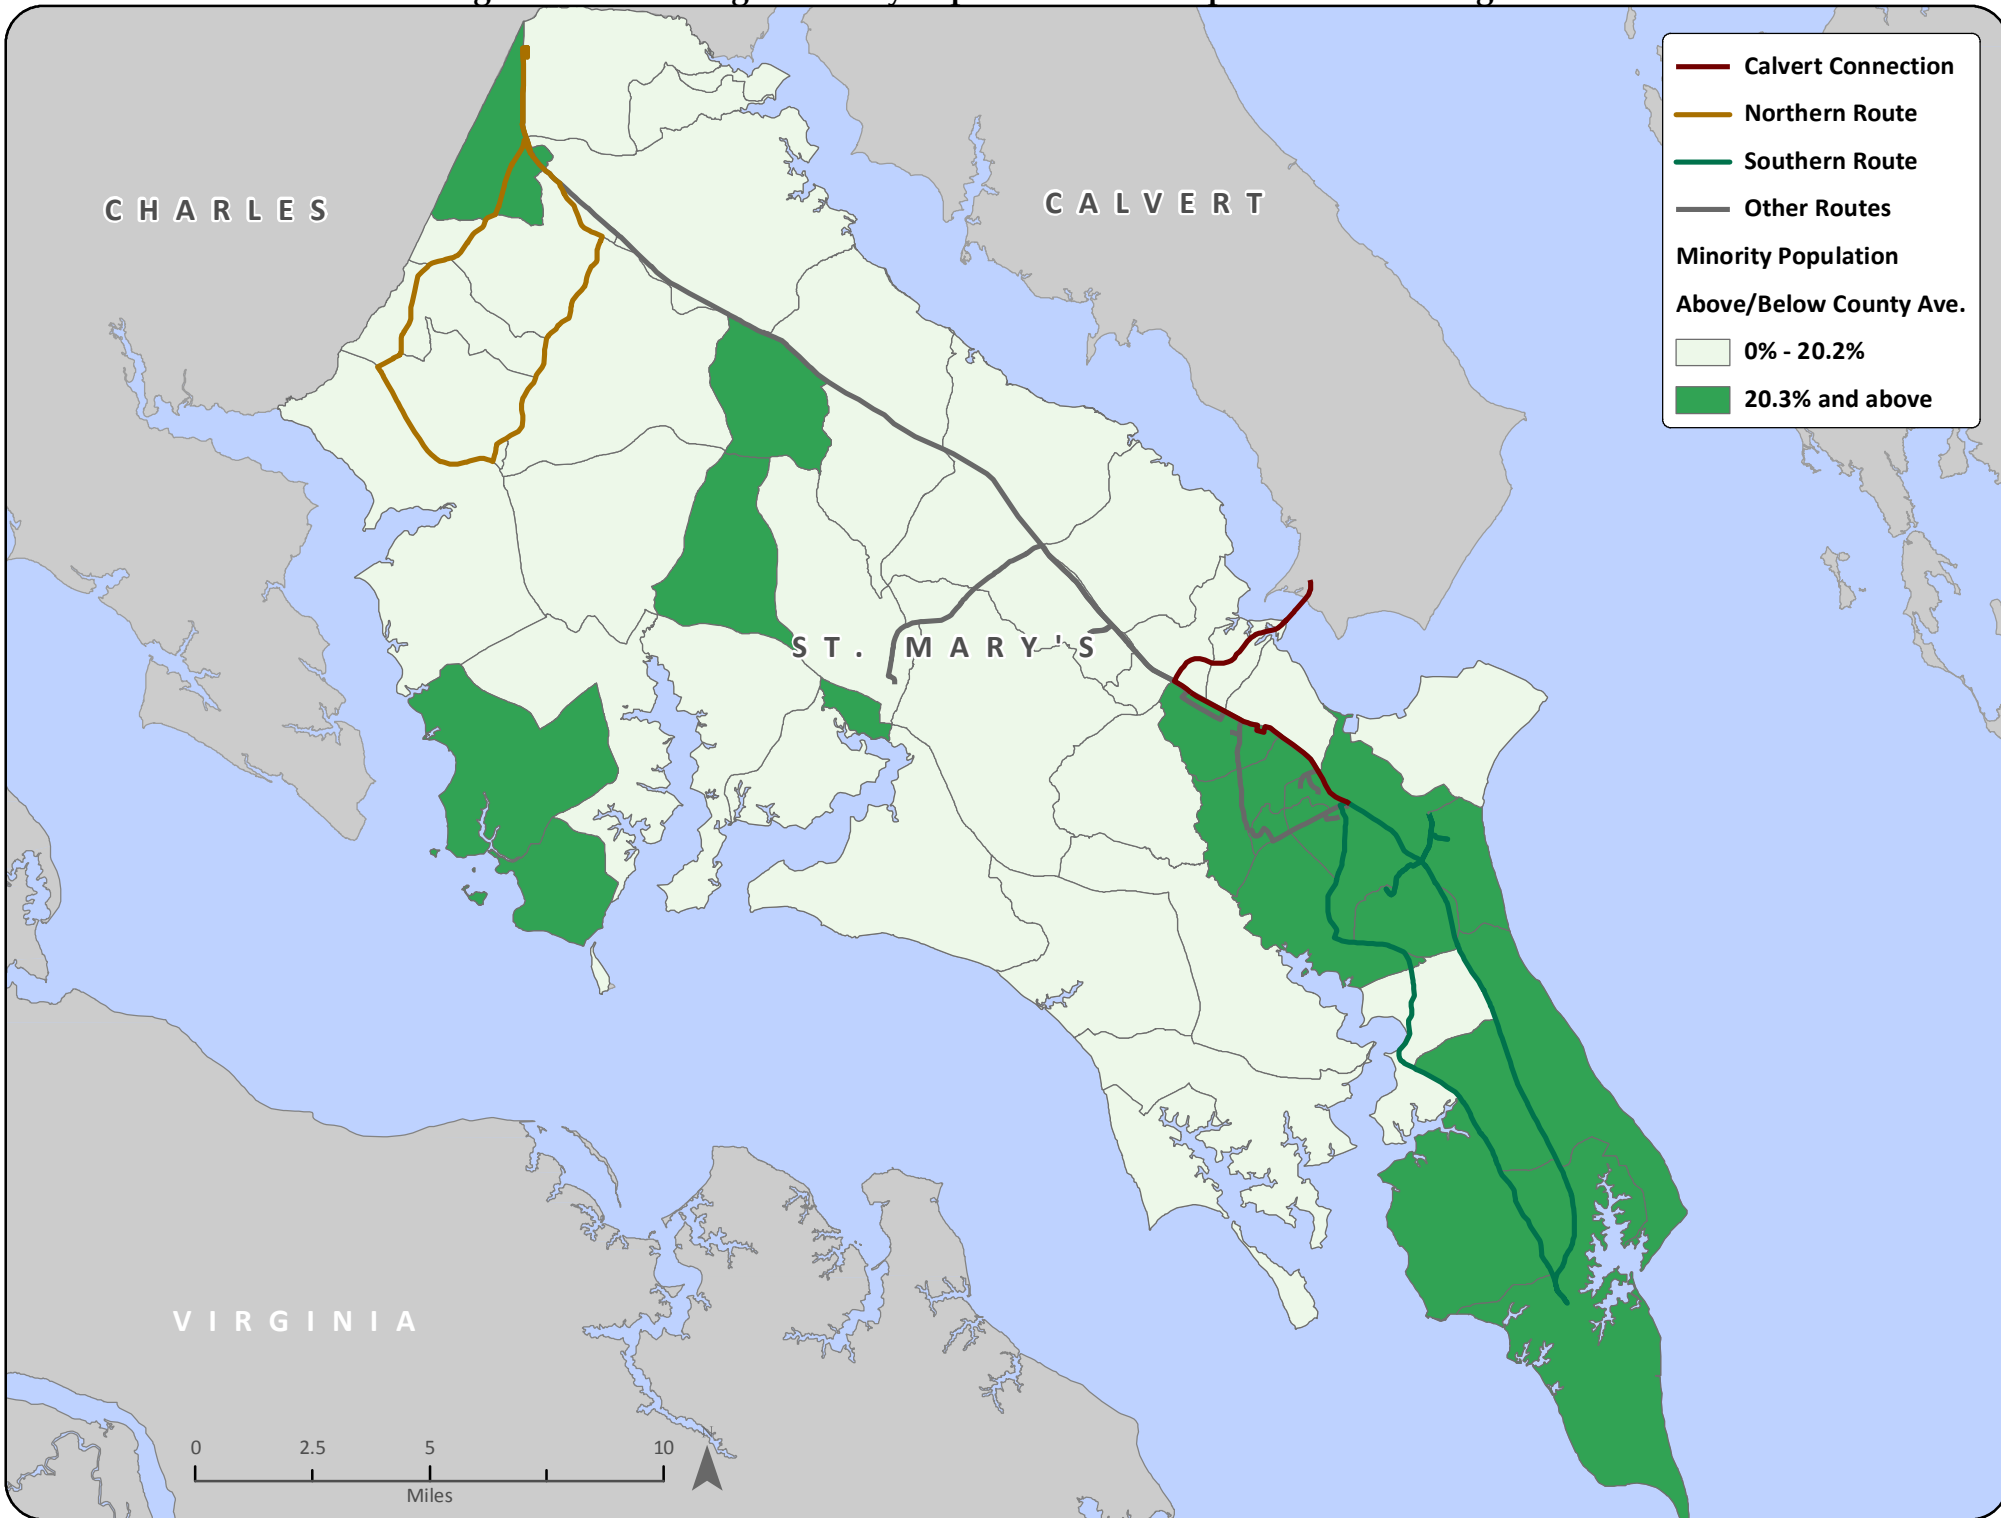 Calvert Connection
Northern Route
Southern Route
Other Routes
Minority Population
Above/Below County Ave.
0% - 20.2%
20.3% and above
CHARLES
CALVERT
ST. MARY'S
VIRGINIA
0 2.5 5 10
Miles
N